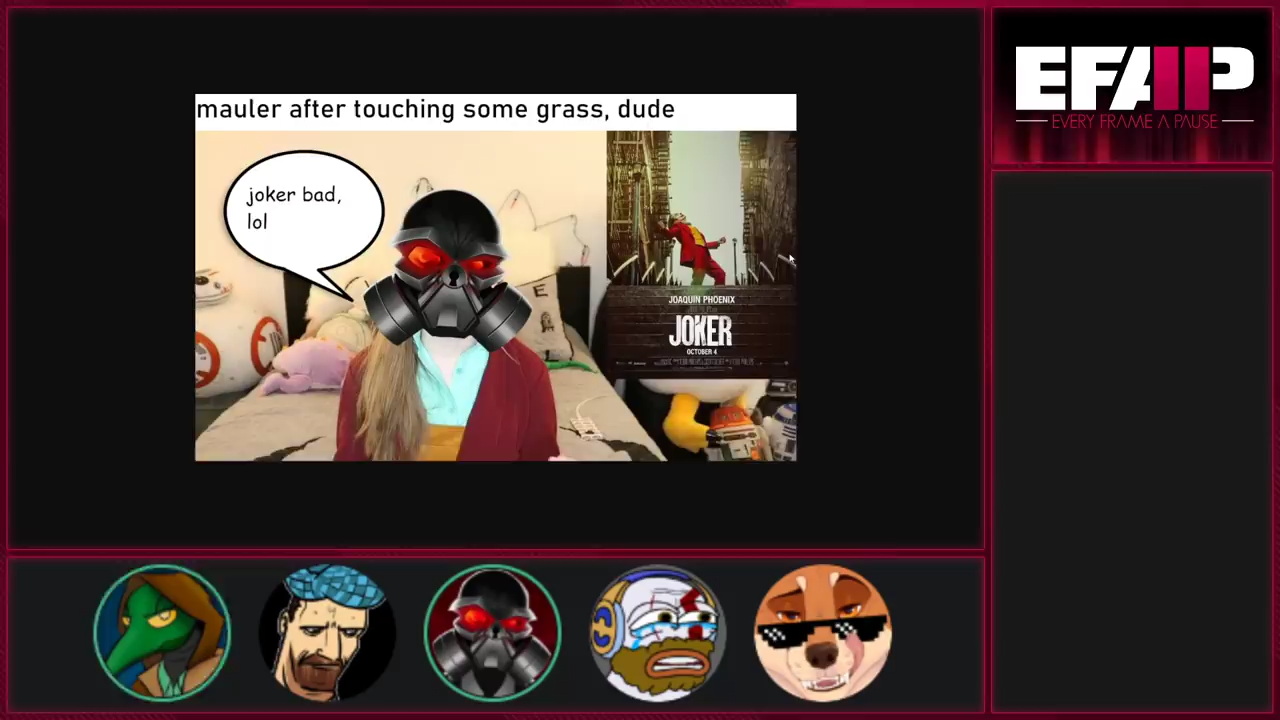 mauler after touching some grass, dude
joker bad,
lol
E
JOAQUIN PHOENIX
JOKER
OCTOBER 4
EFAP
EVERY FRAME A PAUSE